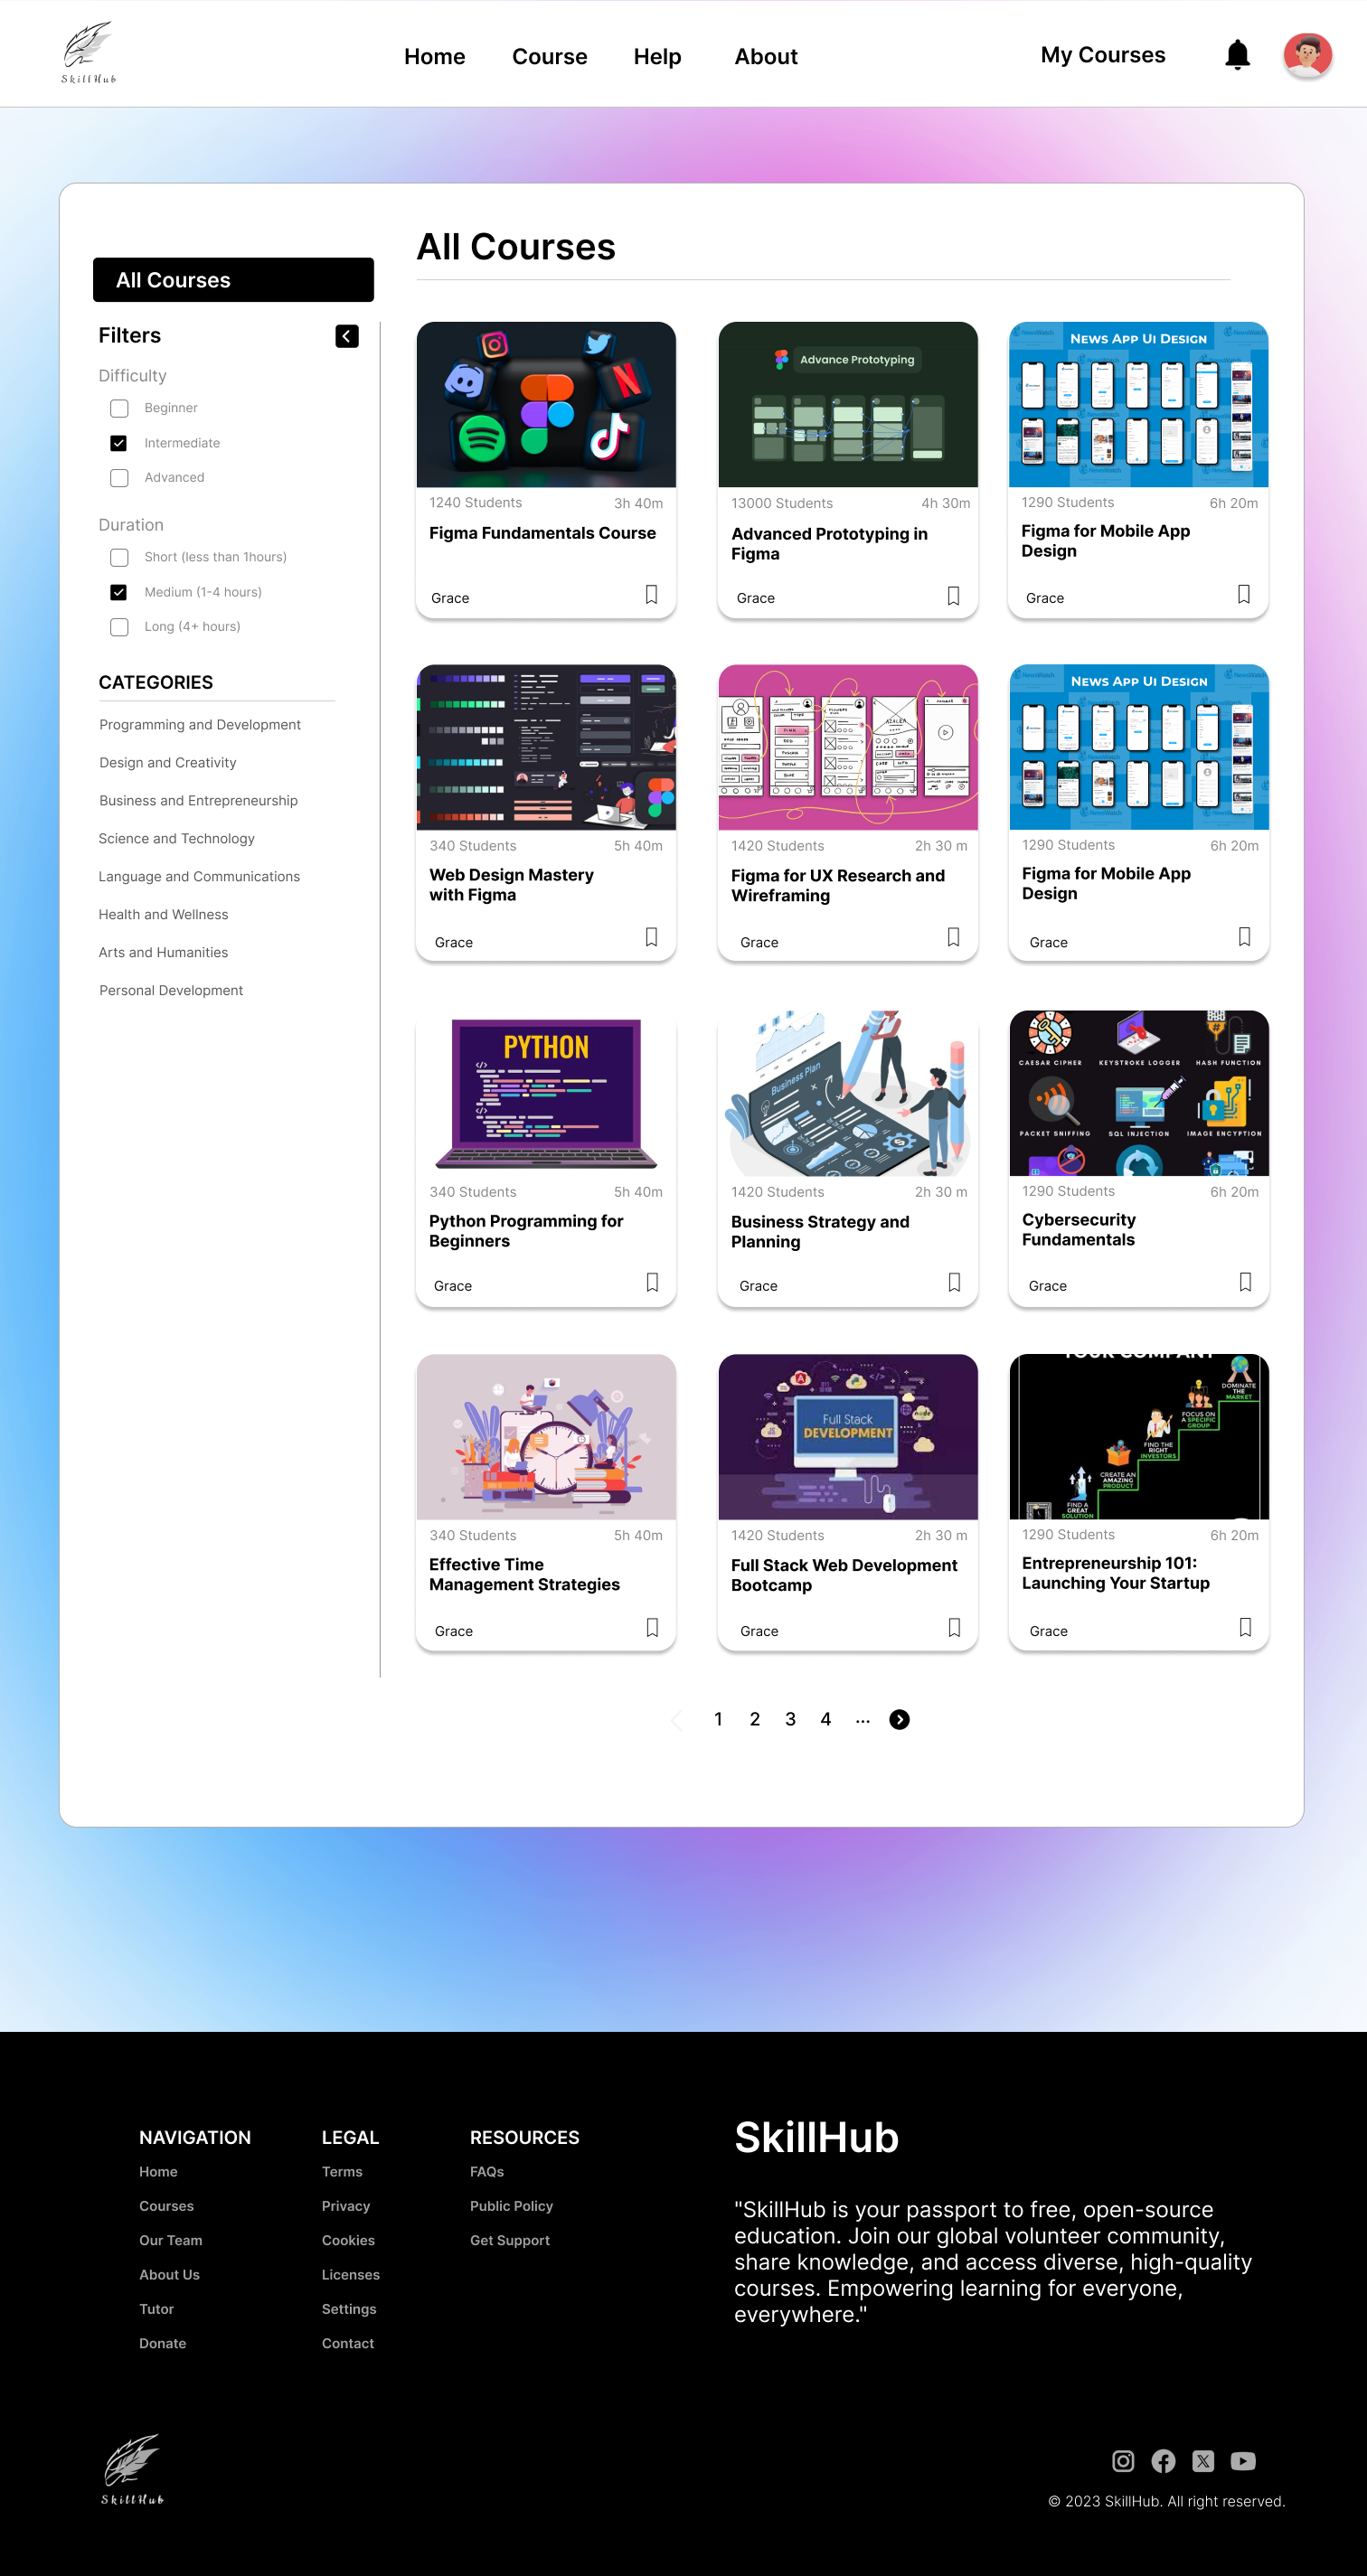 SkillHub
Home
Course
Help
About
My Courses
All Courses
All Courses
Filters
Difficulty
Beginner
Intermediate
Advanced
Duration
Short (less than 1hours)
Medium (1-4 hours)
Long (4+ hours)
CATEGORIES
Programming and Development
Design and Creativity
Business and Entrepreneurship
Science and Technology
Language and Communications
Health and Wellness
Arts and Humanities
Personal Development
1240 Students
3h 40m
Figma Fundamentals Course
Grace
Advance Prototyping
13000 Students
4h 30m
Advanced Prototyping in
Figma
Grace
NEWS APP UI DESIGN
1290 Students
6h 20m
Figma for Mobile App
Design
Grace
340 Students
5h 40m
Web Design Mastery
with Figma
Grace
1420 Students
2h 30 m
Figma for UX Research and
Wireframing
Grace
NEWS APP UI DESIGN
1290 Students
6h 20m
Figma for Mobile App
Design
Grace
PYTHON
340 Students
5h 40m
Python Programming for
Beginners
Grace
Business Plan
1420 Students
2h 30 m
Business Strategy and
Planning
Grace
CAESAR CIPHER
KEYSTROKE LOGGER
HASH FUNCTION
PACKET SNIFFING
SQL INJECTION
IMAGE ENCYPTION
1290 Students
6h 20m
Cybersecurity
Fundamentals
Grace
340 Students
5h 40m
Effective Time
Management Strategies
Grace
Full Stack
DEVELOPMENT
1420 Students
2h 30 m
Full Stack Web Development
Bootcamp
Grace
YOUR COMPANY
DOMINATE
THE
MARKET
FOCUS ON
A SPECIFIC
GROUP
FIND THE
RIGHT
INVESTORS
CREATE AN
AMAZING
PRODUCT
FIND A
GREAT
SOLUTION
1290 Students
6h 20m
Entrepreneurship 101:
Launching Your Startup
Grace
1 2 3 4 ...
NAVIGATION
Home
Courses
Our Team
About Us
Tutor
Donate
LEGAL
Terms
Privacy
Cookies
Licenses
Settings
Contact
RESOURCES
FAQs
Public Policy
Get Support
SkillHub
"SkillHub is your passport to free, open-source
education. Join our global volunteer community,
share knowledge, and access diverse, high-quality
courses. Empowering learning for everyone,
everywhere."
SkillHub
© 2023 SkillHub. All right reserved.